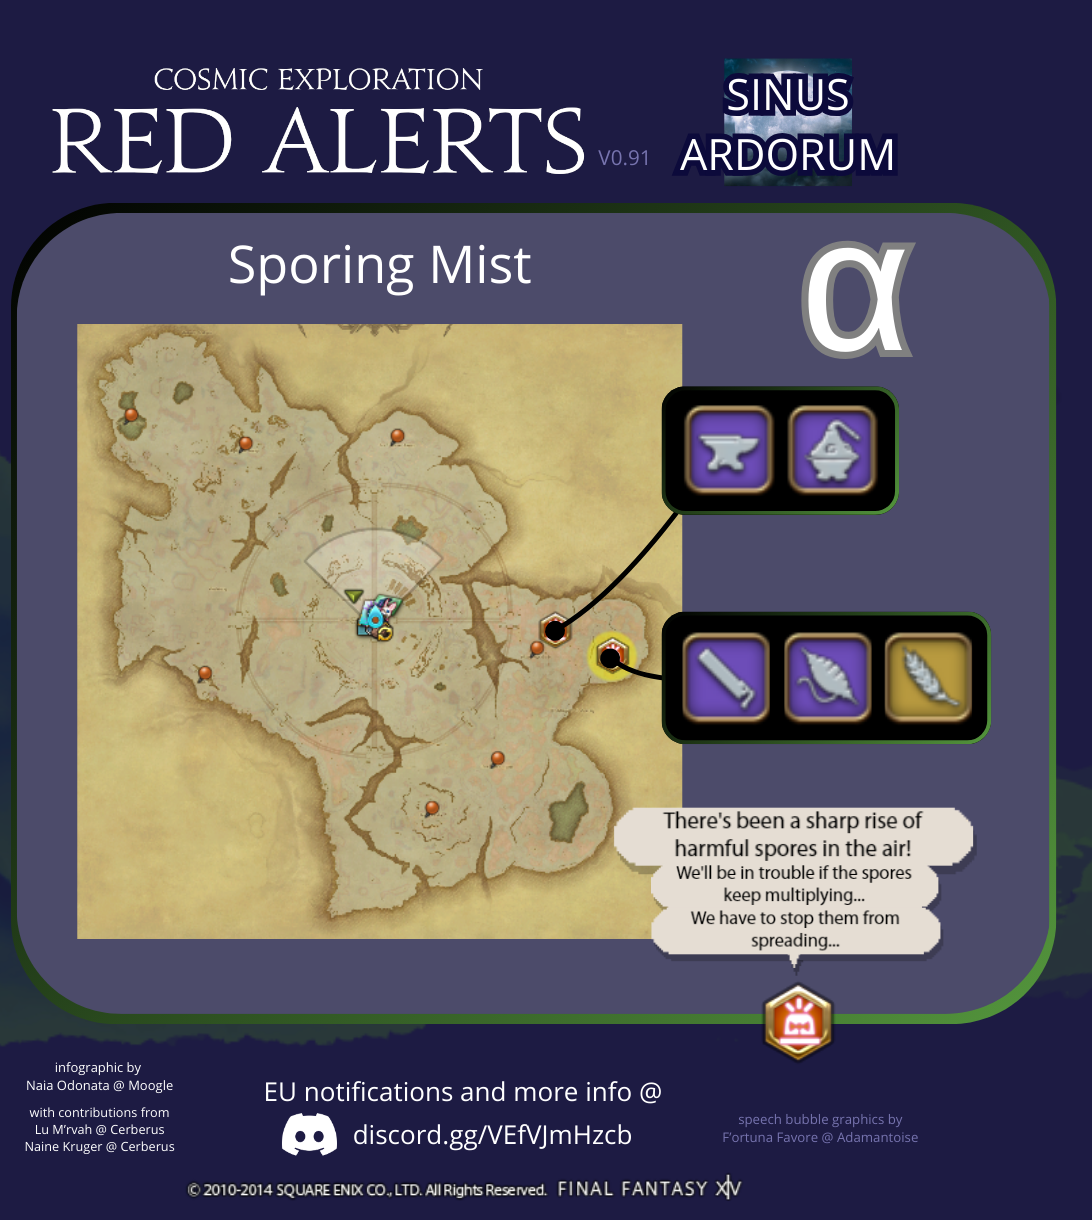 COSMIC EXPLORATION
RED ALERTS
V0.91
SINUS
ARDORUM
Sporing Mist
α
There's been a sharp rise of
harmful spores in the air!
We'll be in trouble if the spores
keep multiplying...
We have to stop them from
spreading...
infographic by
Naia Odonata @ Moogle
with contributions from
Lu M'rvah @ Cerberus
Naine Kruger @ Cerberus
EU notifications and more info @
discord.gg/VEfVJmHzcb
speech bubble graphics by
F'ortuna Favore @ Adamantoise
© 2010-2014 SQUARE ENIX CO., LTD. All Rights Reserved. FINAL FANTASY XIV